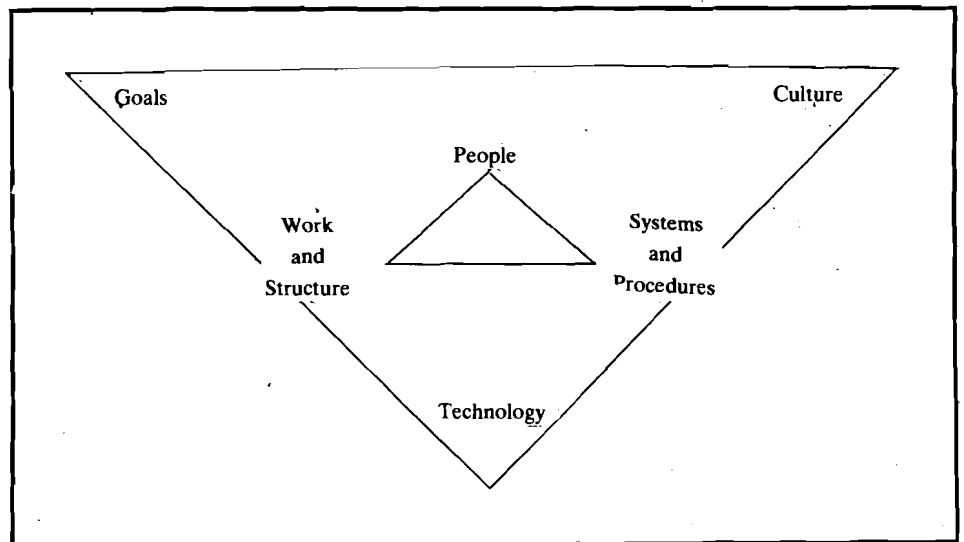 Goals
Culture
People
Work
and
Structure
Systems
and
Procedures
Technology